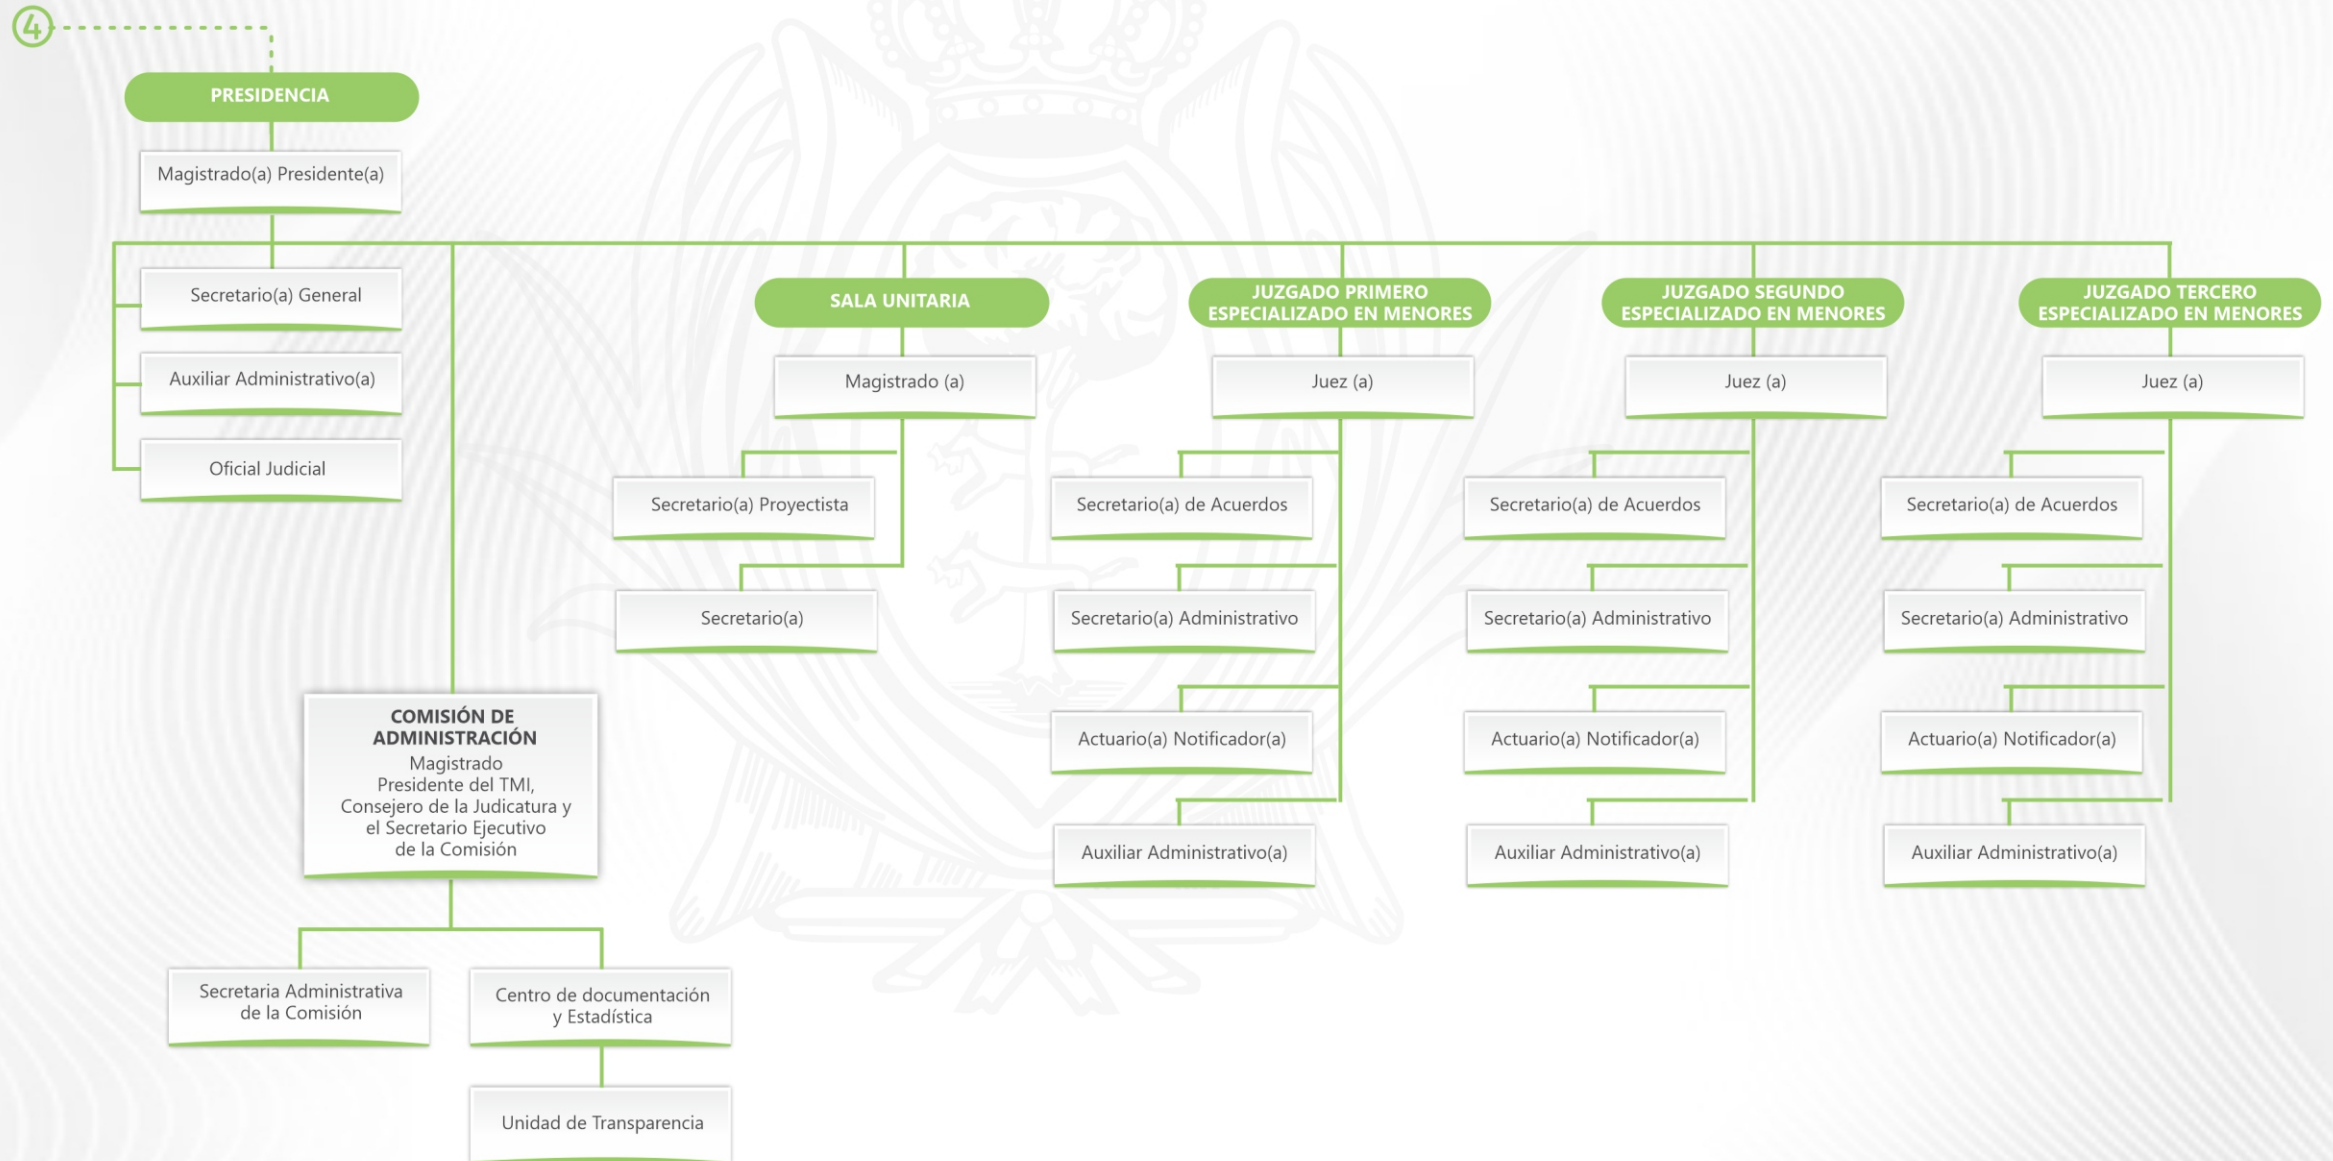 4
PRESIDENCIA
Magistrado(a) Presidente(a)
Secretario(a) General
Auxiliar Administrativo(a)
Oficial Judicial
COMISIÓN DE
ADMINISTRACIÓN
Magistrado
Presidente del TMI,
Consejero de la Judicatura y
el Secretario Ejecutivo
de la Comisión
Secretaria Administrativa
de la Comisión
Centro de documentación
y Estadística
Unidad de Transparencia
SALA UNITARIA
Magistrado (a)
Secretario(a) Proyectista
Secretario(a)
JUZGADO PRIMERO
ESPECIALIZADO EN MENORES
Juez (a)
Secretario(a) de Acuerdos
Secretario(a) Administrativo
Actuario(a) Notificador(a)
Auxiliar Administrativo(a)
JUZGADO SEGUNDO
ESPECIALIZADO EN MENORES
Juez (a)
Secretario(a) de Acuerdos
Secretario(a) Administrativo
Actuario(a) Notificador(a)
Auxiliar Administrativo(a)
JUZGADO TERCERO
ESPECIALIZADO EN MENORES
Juez (a)
Secretario(a) de Acuerdos
Secretario(a) Administrativo
Actuario(a) Notificador(a)
Auxiliar Administrativo(a)